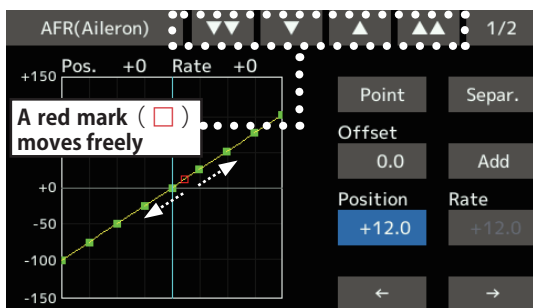 AFR(Aileron) ▼▼ ▼ ▲ ▲▲ 1/2
Pos. +0 Rate +0
+150
A red mark (□)
moves freely
+0
-50
-100
-150
Point Separ.
Offset
0.0 Add
Position Rate
+12.0 +12.0
← →